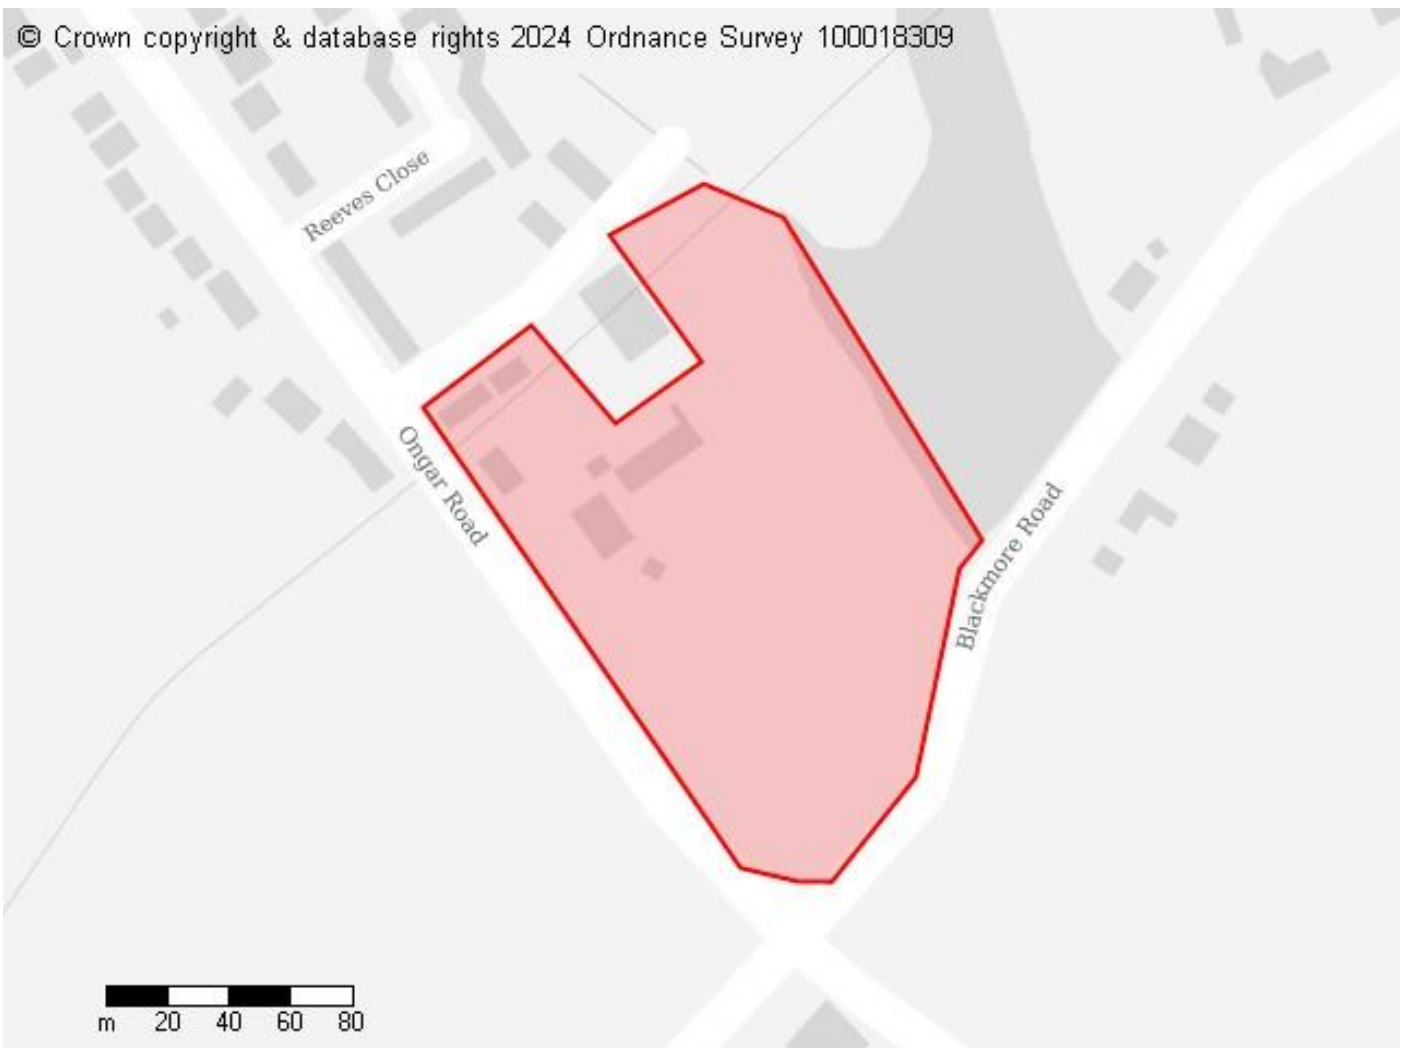 © Crown copyright & database rights 2024 Ordnance Survey 100018309
Reeves Close
Ongar Road
Blackmore Road
m 20 40 60 80